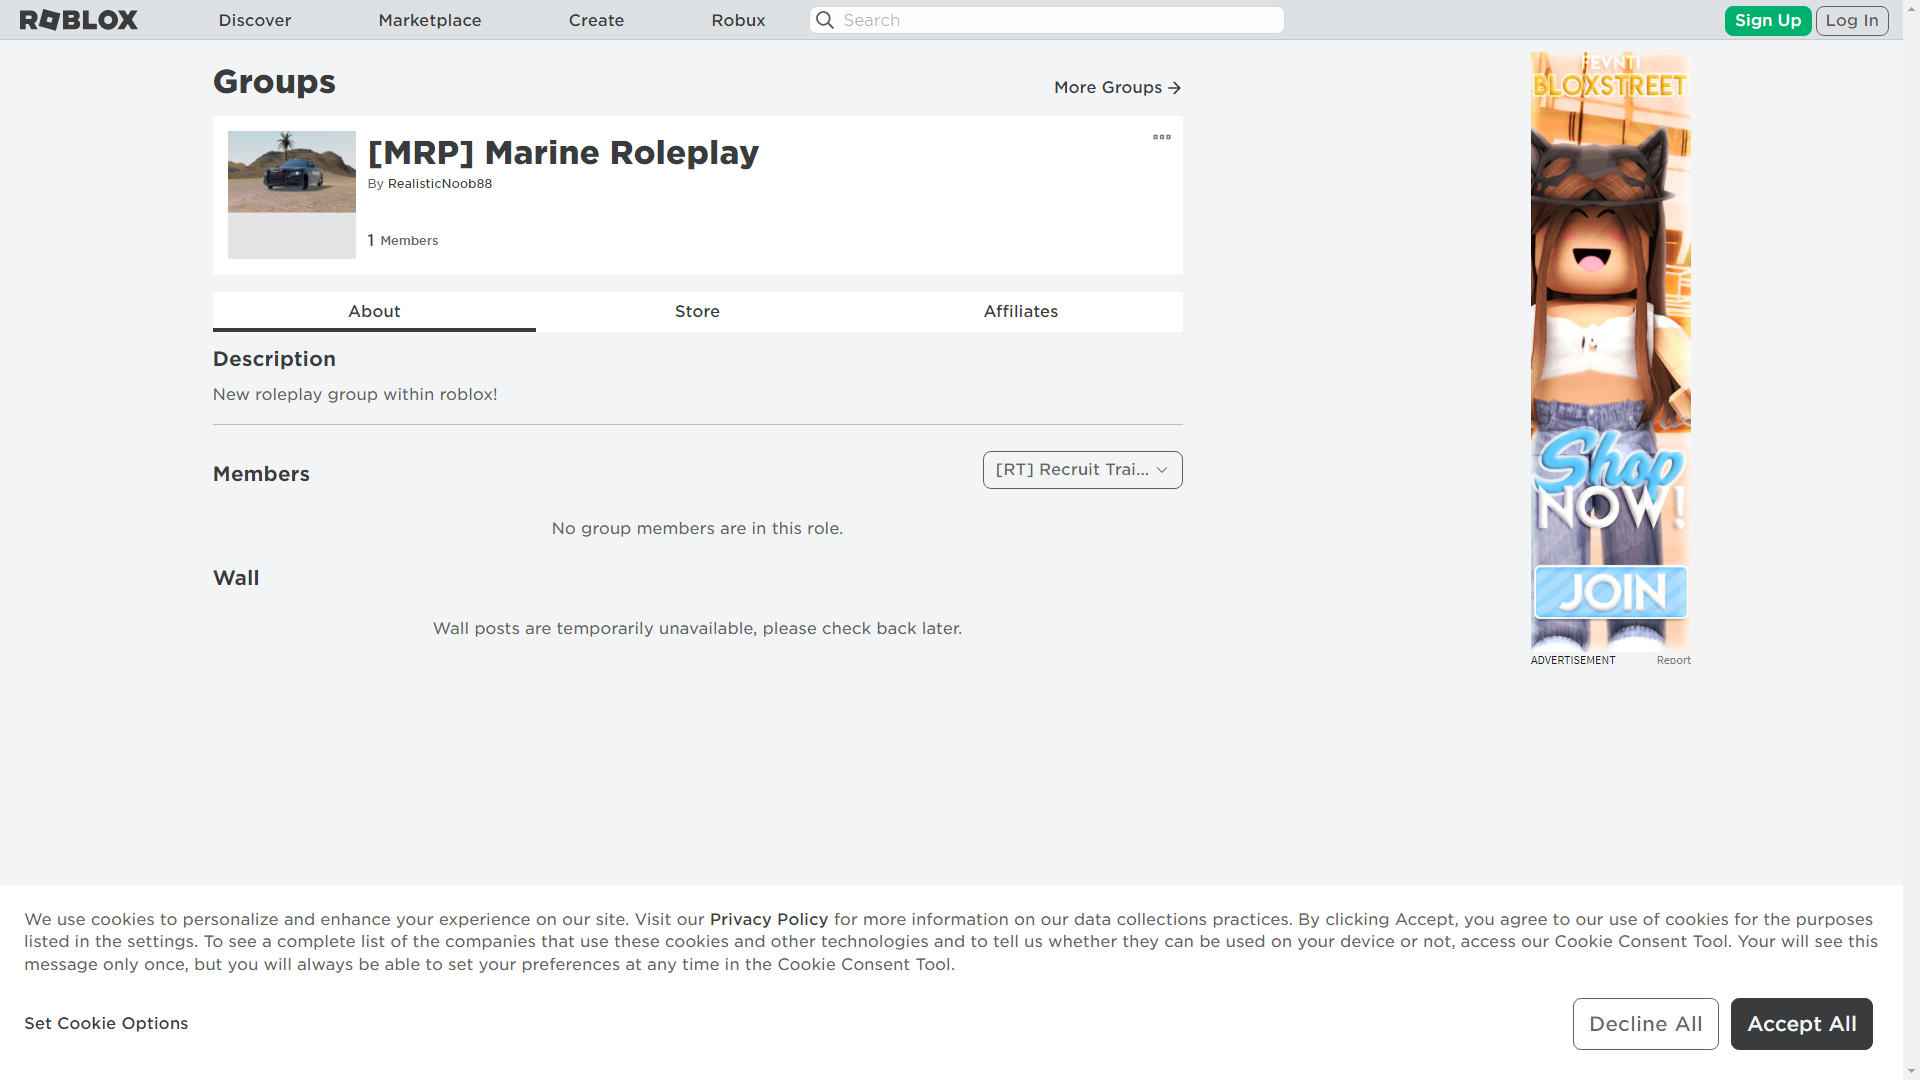 ROBLOX
Discover
Marketplace
Create
Robux
Search
Sign Up
Log In
Groups
More Groups
[MRP] Marine Roleplay
By RealisticNoob88
1 Members
About
Store
Affiliates
Description
New roleplay group within roblox!
Members
[RT] Recruit Trai...
No group members are in this role.
Wall
Wall posts are temporarily unavailable, please check back later.
FEVNTI
BLOXSTREET
Shop
NOW!
JOIN
ADVERTISEMENT
Report
We use cookies to personalize and enhance your experience on our site. Visit our Privacy Policy for more information on our data collections practices. By clicking Accept, you agree to our use of cookies for the purposes
listed in the settings. To see a complete list of the companies that use these cookies and other technologies and to tell us whether they can be used on your device or not, access our Cookie Consent Tool. Your will see this
message only once, but you will always be able to set your preferences at any time in the Cookie Consent Tool.
Set Cookie Options
Decline All
Accept All